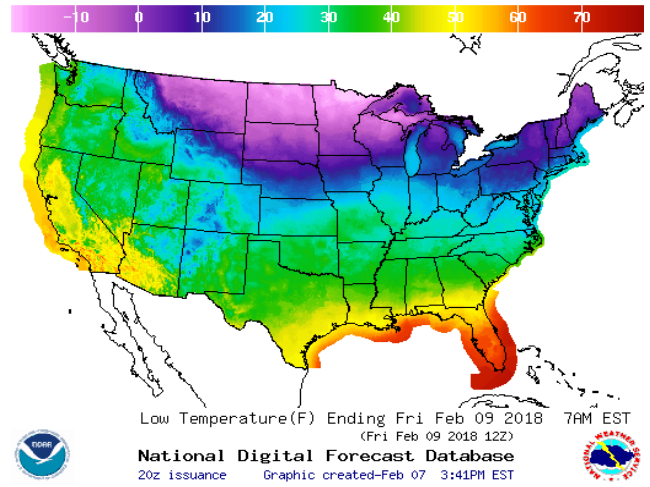 -10 0 10 20 30 40 50 60 70
Low Temperature(F) Ending Fri Feb 09 2018 7AM EST
(Fri Feb 09 2018 12Z)
National Digital Forecast Database
20z issuance Graphic created-Feb 07 3:41PM EST
NOAA